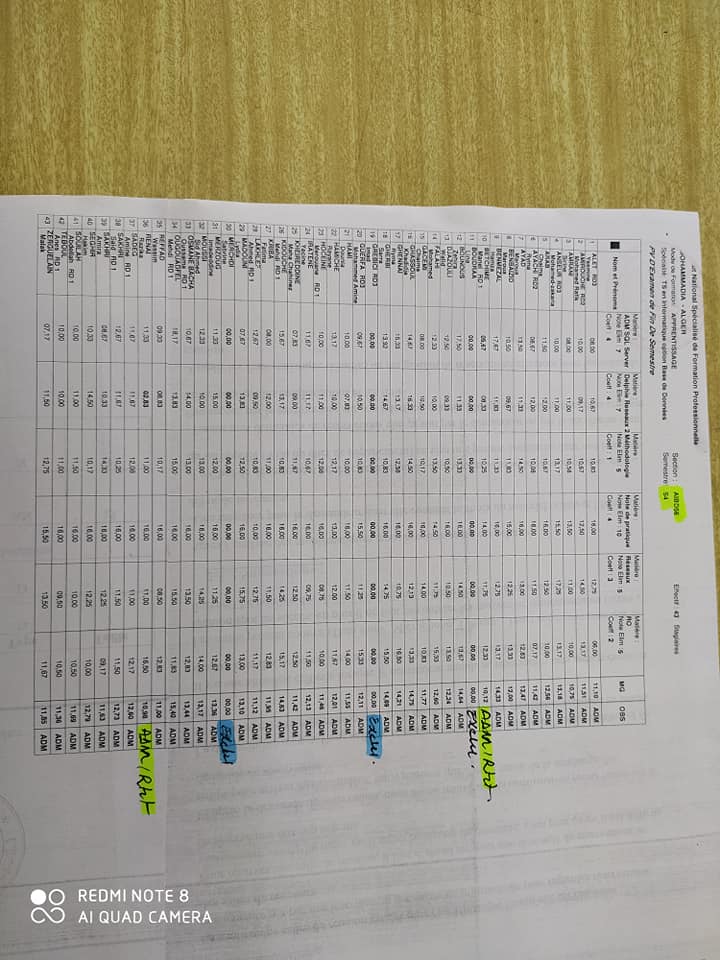 ut National Spécialisé de Formation Professionnelle
MOHAMMADIA - ALGER
Mode de Formation: APPRENTISSAGE Section : AIBD56 Effectif : 43 Stagiaires
Spécialité: TS en Informatique option Base de Données Semestre: S4
PV D'Examen de Fin De Semestre
Nom et Prénoms Matière : ADM SQL Server Note Elim : 7 Coeff : 4 Matière : Delphie Reseaux 2 Note Elim : 7 Coeff : 4 Matière : Méthodologie Note Elim : 5 Coeff : 1 Matière : Note de pratique Note Elim : 10 Coeff : 4 Matière : Réseaux Note Elim : 5 Coeff : 3 Matière : RO Note Elim : 5 Coeff : 2 MG OBS
1 ALET RD3 Yasmine 08,00 10,67 10,83 16,00 12,75 06,00 11,10 ADM
2 AMIROUCHE RD2 Mohamed Rafik 10,00 09,17 10,67 12,50 14,50 13,17 11,51 ADM
3 AMRANI Sirine 08,00 11,00 10,58 13,50 11,00 10,00 10,75 ADM
4 ANSEUR RD3 Mohamed-zakaria 10,00 11,00 13,17 15,50 17,25 13,17 13,18 ADM
5 ARAB Chaima 11,50 12,00 10,67 16,00 12,50 10,00 12,56 ADM
6 AYACHI RD2 Ryma 08,67 12,00 10,08 16,00 11,50 07,17 11,42 ADM
7 AYAD Maroua 13,50 11,33 14,50 16,00 13,00 12,83 13,47 ADM
8 BENBAIZID Maroua 10,50 09,67 11,83 15,00 12,25 13,33 12,00 ADM
9 BENMEZAL Hamza 17,67 11,83 11,33 16,00 12,75 13,17 14,33 ADM
10 BETCHIME Manel RD 1 05,67 08,33 10,25 14,00 11,75 12,33 10,12 ADM/Rht
11 BOUDRAA Lina 00,00 00,00 00,00 00,00 00,00 00,00 00,00 Exclu.
12 BOUNOUS Zehira 17,50 11,33 13,33 16,00 14,50 13,67 14,64 ADM
13 DJAZOULI Walid 12,50 09,33 10,50 16,00 10,50 13,50 12,24 ADM
14 FALAHI Mohamed 12,33 10,00 13,50 14,50 11,75 15,33 12,60 ADM
15 GACEMI Chaima 08,00 10,50 10,17 16,00 14,00 10,83 11,77 ADM
16 GHASSOUL Khadidja 14,67 16,33 14,50 16,00 12,13 13,33 14,75 ADM
17 GHENNAI Ryma 15,33 13,17 12,58 16,00 10,75 16,50 14,21 ADM
18 GHERBI Sarra 13,92 14,67 10,83 16,00 14,75 15,50 14,69 ADM
19 GREBICI RD3 Imad 00,00 00,00 00,00 00,00 00,00 00,00 00,00 Exclu.
20 GUERFA RD3 Mohammed Amine 09,67 10,50 10,83 15,50 11,25 15,33 12,11 ADM
21 HAMI Dounia 10,00 07,83 10,00 16,00 11,50 14,00 11,55 ADM
22 HAMICHE Rayane 13,17 10,00 12,17 13,00 12,00 11,67 12,01 ADM
23 HOCEINE Merouane RD 1 10,00 11,00 12,08 16,00 08,75 10,00 11,46 ADM
24 IRATENE Yacine 11,67 11,17 10,67 16,00 09,75 11,50 12,13 ADM
25 KHEIREDDINE Maha Chahinez 07,83 09,00 11,67 16,00 12,50 12,50 11,42 ADM
26 KIDOUCHE Mehdi RD 1 15,67 13,17 10,83 16,00 14,25 15,17 14,63 ADM
27 KRIBA Fatima 08,00 12,00 11,00 16,00 11,50 12,83 11,95 ADM
28 LAKHLEF Ahmed RD 1 12,67 09,50 10,83 10,00 12,75 11,17 11,12 ADM
29 MADOUNI Lydia 07,67 13,83 12,50 16,00 15,75 13,00 13,10 ADM
30 MERCHDI Sabrine 00,00 00,00 00,00 00,00 00,00 00,00 00,00 Exclu
31 MERZOUG Imadeddine 11,33 15,00 12,00 16,00 11,25 12,67 13,36 ADM
32 MOUSSI Sid Ahmed 12,33 10,00 13,00 16,00 14,25 14,00 13,17 ADM
33 OSMANE BACHA Oussama RD 1 10,67 14,00 13,00 16,00 13,50 12,83 13,44 ADM
34 OUGOUADFEL Mehdi RD 1 18,17 13,83 15,00 16,00 15,50 11,83 15,40 ADM
35 REFFAD Wassim 09,33 08,83 10,17 16,00 08,50 12,83 11,00 ADM
36 RENAI Razika 11,33 02,83 11,00 16,00 11,00 16,50 10,98 ADM/Rht
37 SADEG Amine RD 1 11,67 11,67 12,08 16,00 11,00 12,17 12,60 ADM
38 SAKHRI Said RD 1 12,67 11,67 10,25 16,00 11,50 11,50 12,73 ADM
39 SAKHRI Amira 08,67 10,33 14,33 16,00 12,25 09,17 11,63 ADM
40 SEGHIR Hakim 10,33 14,50 10,17 16,00 12,25 10,00 12,79 ADM
41 SOUILAH Abdellah RD 1 10,00 11,00 11,50 16,00 10,00 10,50 11,69 ADM
42 TEBOUL Anes RD 1 10,00 10,00 11,00 16,00 09,50 10,50 11,36 ADM
43 ZERGUELAIN Malak 07,17 11,50 12,75 15,50 13,50 11,67 11,85 ADM
REDMI NOTE 8
AI QUAD CAMERA